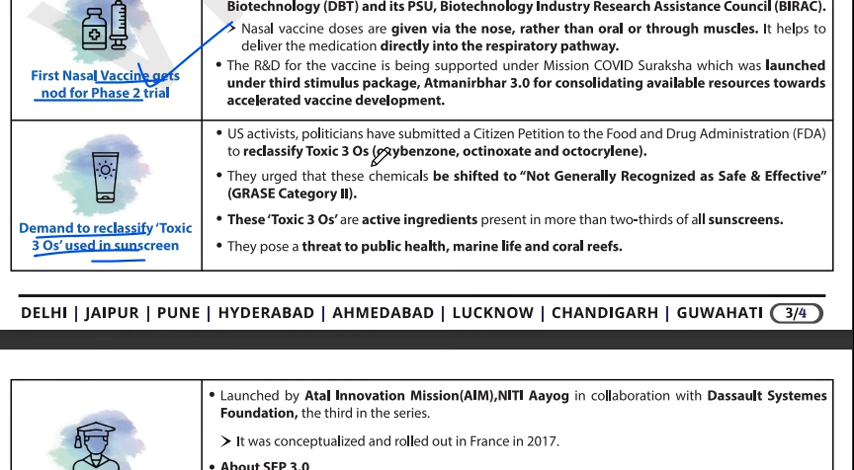 Biotechnology (DBT) and its PSU, Biotechnology Industry Research Assistance Council (BIRAC).
➢ Nasal vaccine doses are given via the nose, rather than oral or through muscles. It helps to
deliver the medication directly into the respiratory pathway.
• The R&D for the vaccine is being supported under Mission COVID Suraksha which was launched
under third stimulus package, Atmanirbhar 3.0 for consolidating available resources towards
accelerated vaccine development.
First Nasal Vaccine gets
nod for Phase 2 trial
• US activists, politicians have submitted a Citizen Petition to the Food and Drug Administration (FDA)
to reclassify Toxic 3 Os (oxybenzone, octinoxate and octocrylene).
• They urged that these chemicals be shifted to “Not Generally Recognized as Safe & Effective”
(GRASE Category II).
• These ‘Toxic 3 Os’ are active ingredients present in more than two-thirds of all sunscreens.
• They pose a threat to public health, marine life and coral reefs.
Demand to reclassify ‘Toxic
3 Os’ used in sunscreen
DELHI | JAIPUR | PUNE | HYDERABAD | AHMEDABAD | LUCKNOW | CHANDIGARH | GUWAHATI 3/4
• Launched by Atal Innovation Mission(AIM),NITI Aayog in collaboration with Dassault Systemes
Foundation, the third in the series.
➢ It was conceptualized and rolled out in France in 2017.
• About SEP 3.0